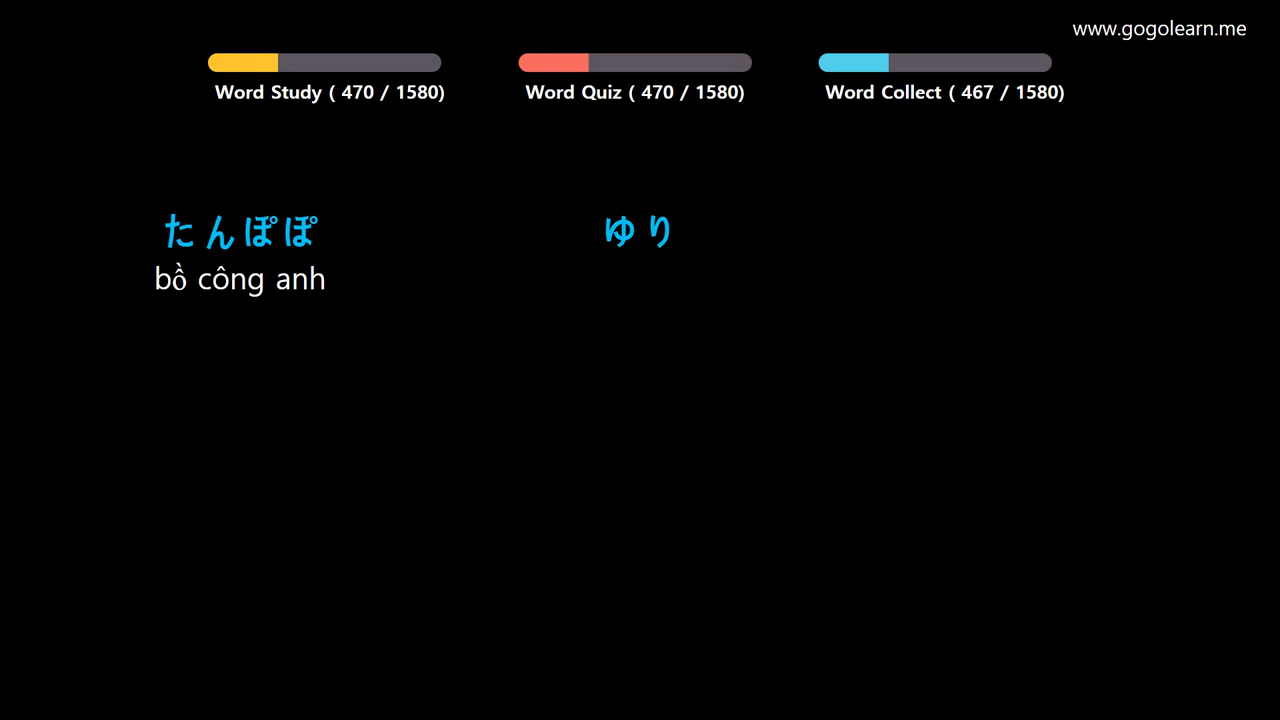 www.gogolearn.me
Word Study ( 470 / 1580)
Word Quiz ( 470 / 1580)
Word Collect ( 467 / 1580)
たんぽぽ
bồ công anh
ゆり